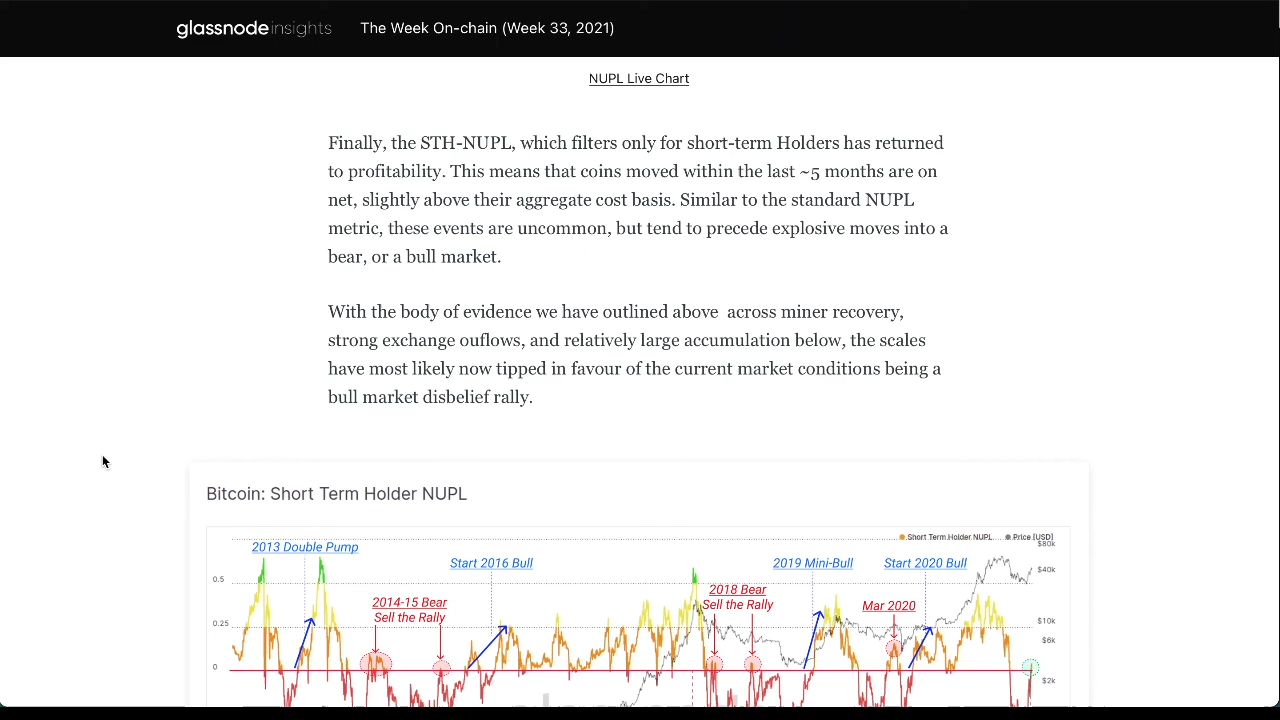 glassnode insights The Week On-chain (Week 33, 2021)
NUPL Live Chart
Finally, the STH-NUPL, which filters only for short-term Holders has returned
to profitability. This means that coins moved within the last ~5 months are on
net, slightly above their aggregate cost basis. Similar to the standard NUPL
metric, these events are uncommon, but tend to precede explosive moves into a
bear, or a bull market.
With the body of evidence we have outlined above  across miner recovery,
strong exchange ouflows, and relatively large accumulation below, the scales
have most likely now tipped in favour of the current market conditions being a
bull market disbelief rally.
Bitcoin: Short Term Holder NUPL
Short Term Holder NUPL Price [USD]
$80k
2013 Double Pump
Start 2016 Bull
2019 Mini-Bull
Start 2020 Bull
$40k
0.5
2018 Bear
Sell the Rally
2014-15 Bear
Sell the Rally
Mar 2020
0.25
$10k
$6k
0
$2k